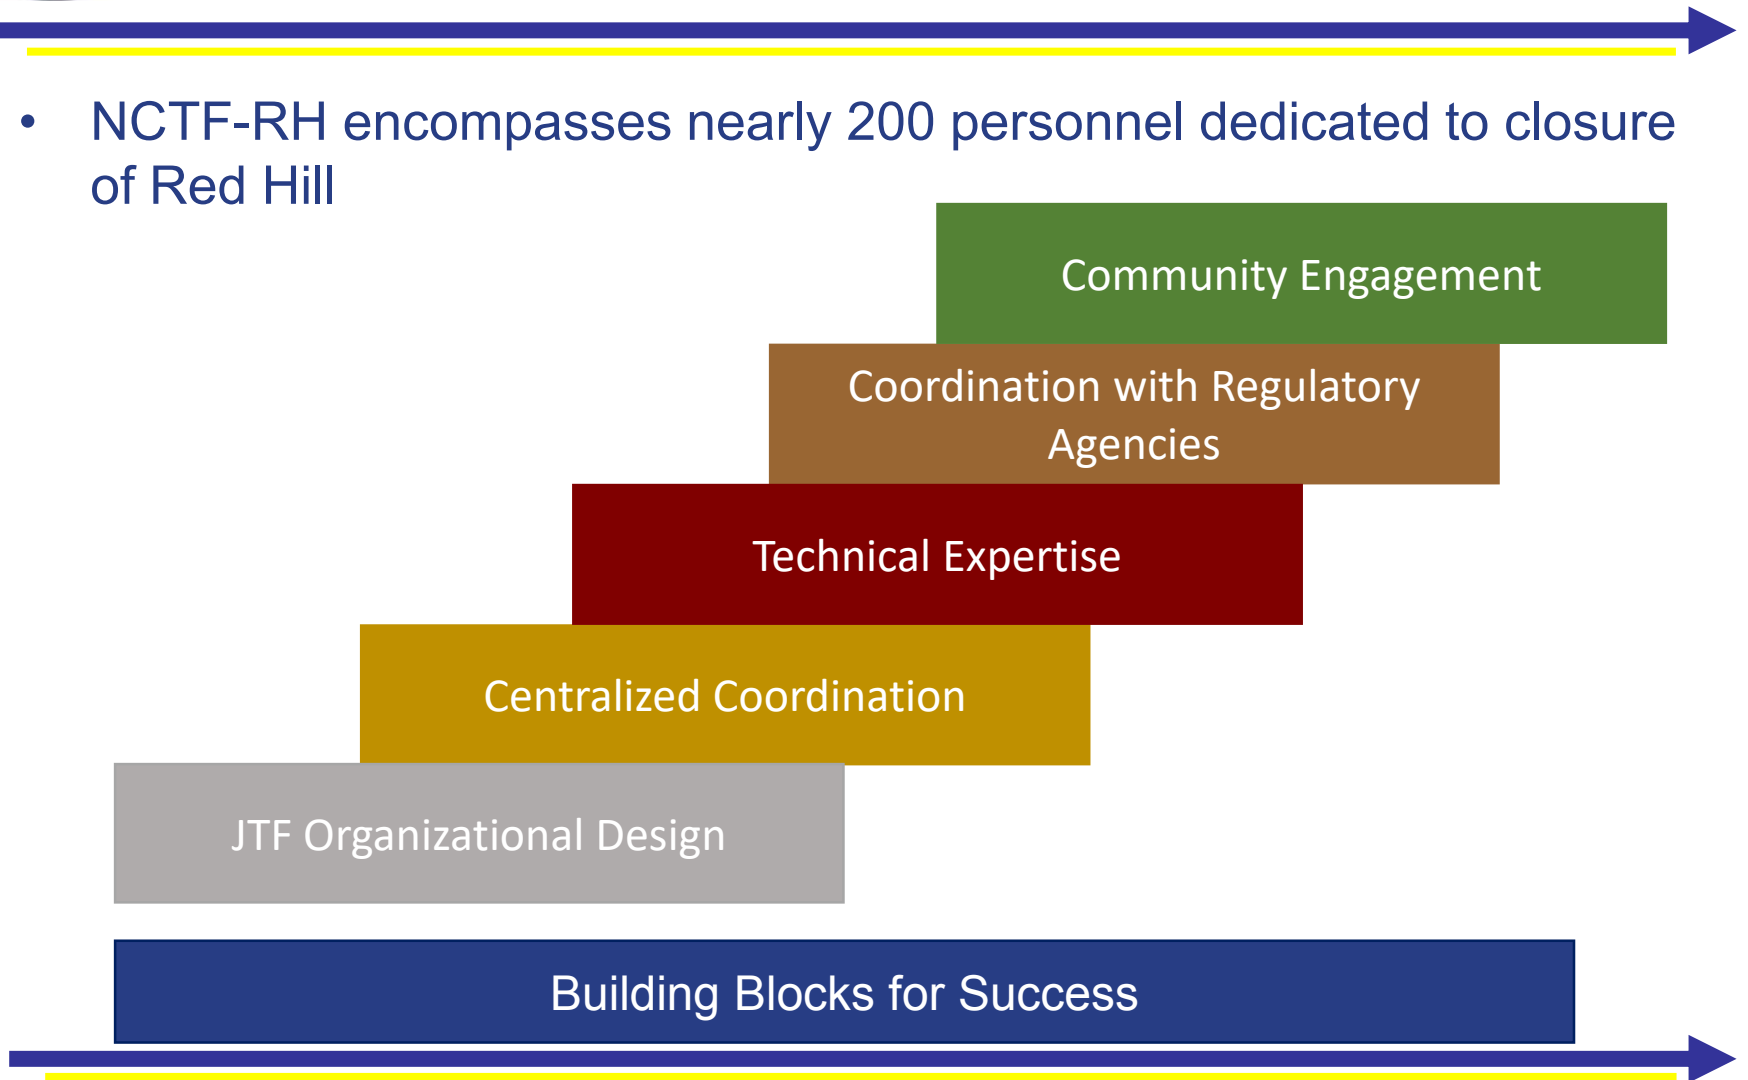 • NCTF-RH encompasses nearly 200 personnel dedicated to closure
of Red Hill
Community Engagement
Coordination with Regulatory
Agencies
Technical Expertise
Centralized Coordination
JTF Organizational Design
Building Blocks for Success